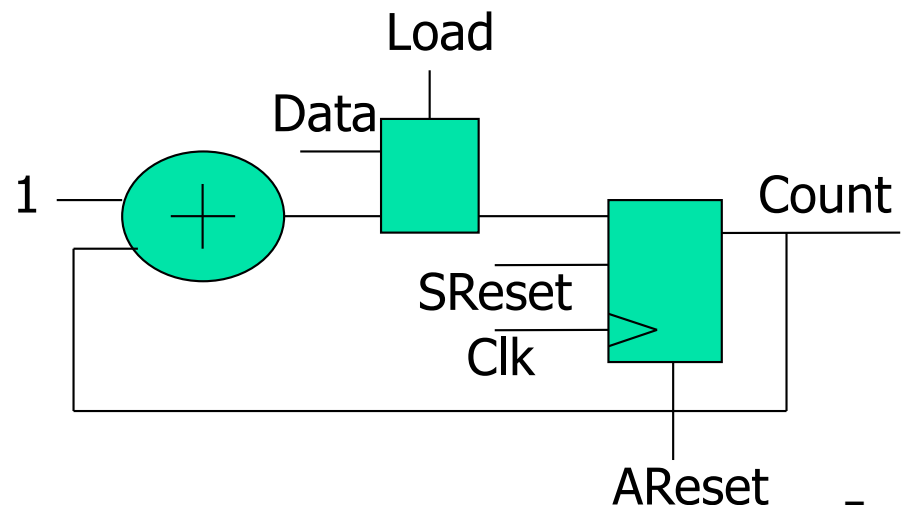 Load
Data
1
Count
SReset
Clk
AReset